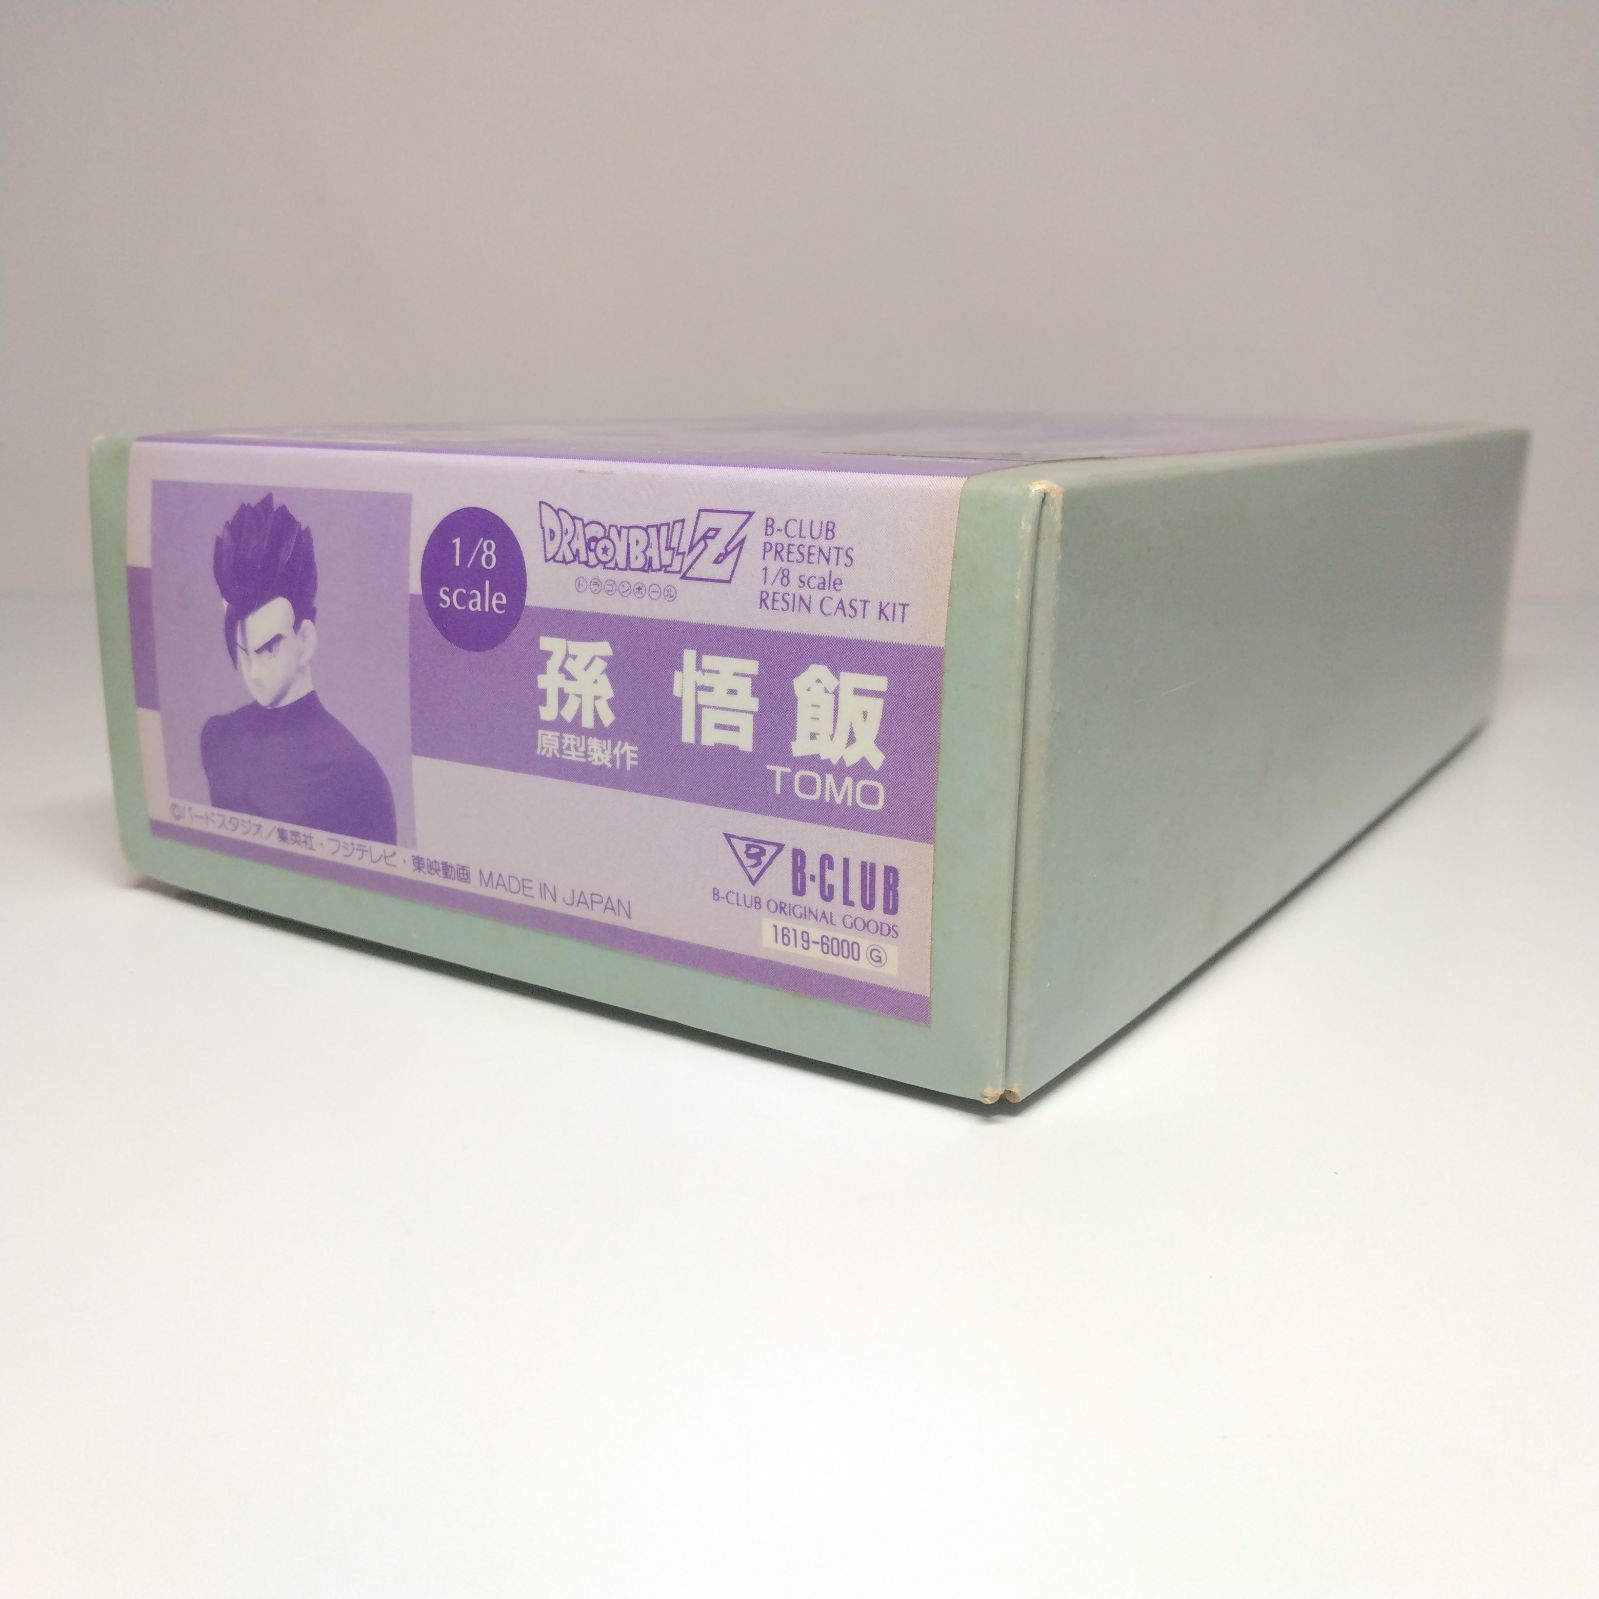 1/8
scale
DRAGONBALL Z
ドラゴンボール
B-CLUB
PRESENTS
1/8 scale
RESIN CAST KIT
孫 悟飯
原型製作
TOMO
©バードスタジオ／集英社・フジテレビ・東映動画 MADE IN JAPAN
B-CLUB
B-CLUB ORIGINAL GOODS
1619-6000 Ⓖ